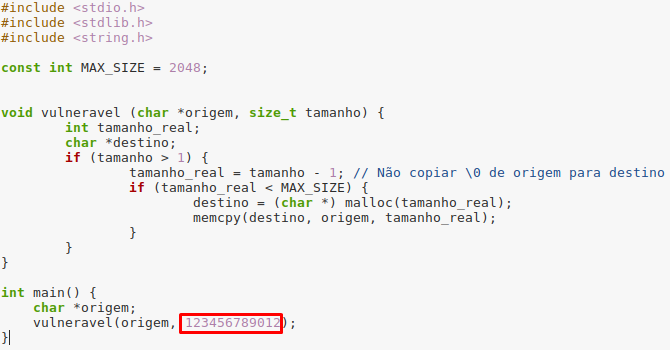 #include <stdio.h>
#include <stdlib.h>
#include <string.h>
const int MAX_SIZE = 2048;
void vulneravel (char *origem, size_t tamanho) {
int tamanho_real;
char *destino;
if (tamanho > 1) {
tamanho_real = tamanho - 1; // Não copiar \0 de origem para destino
if (tamanho_real < MAX_SIZE) {
destino = (char *) malloc(tamanho_real);
memcpy(destino, origem, tamanho_real);
}
}
}
int main() {
char *origem;
vulneravel(origem, 123456789012);
}